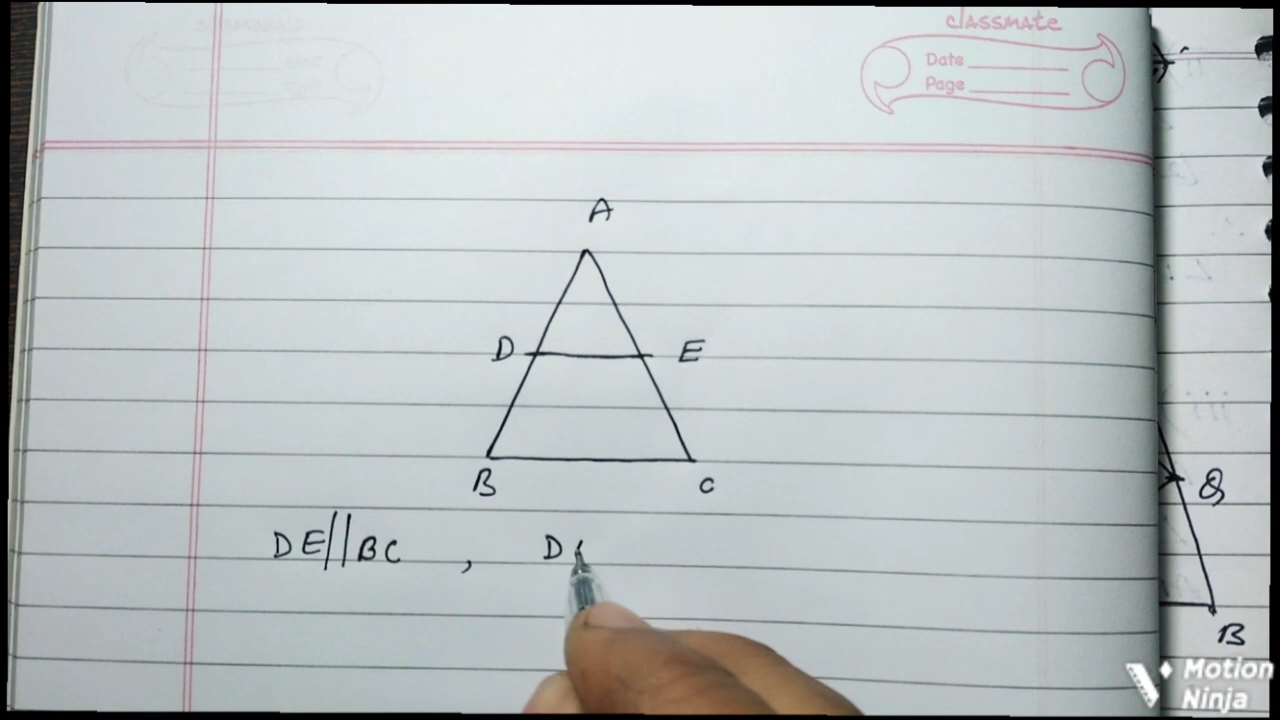 classmate
Date
Page
A
D E
B C
DE||BC , D
Q
B
Motion
Ninja